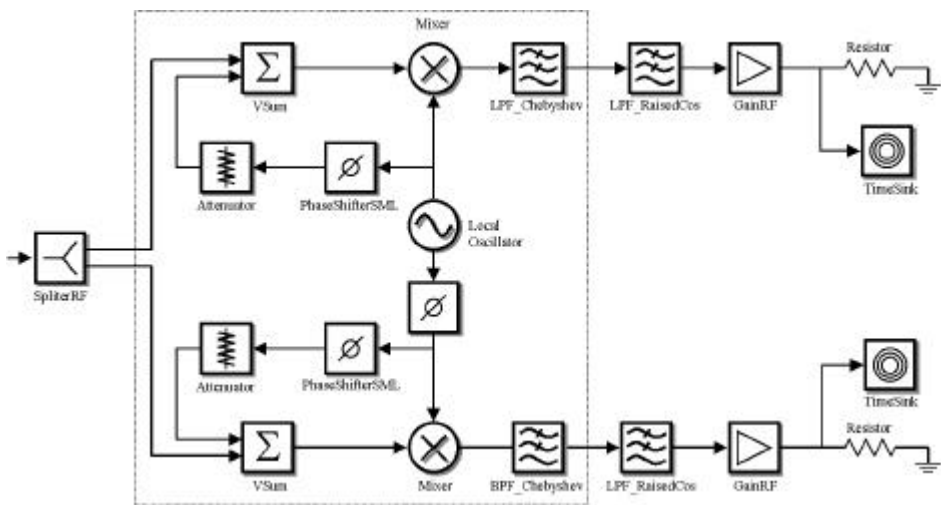 Mixer
Resistor
VSum
LPF_Chebyshev
LPF_RaisedCos
GainRF
Attenuator
PhaseShifterSML
TimeSink
Local
Oscillator
SpliterRF
Attenuator
PhaseShifterSML
TimeSink
Resistor
VSum
Mixer
BPF_Chebyshev
LPF_RaisedCos
GainRF